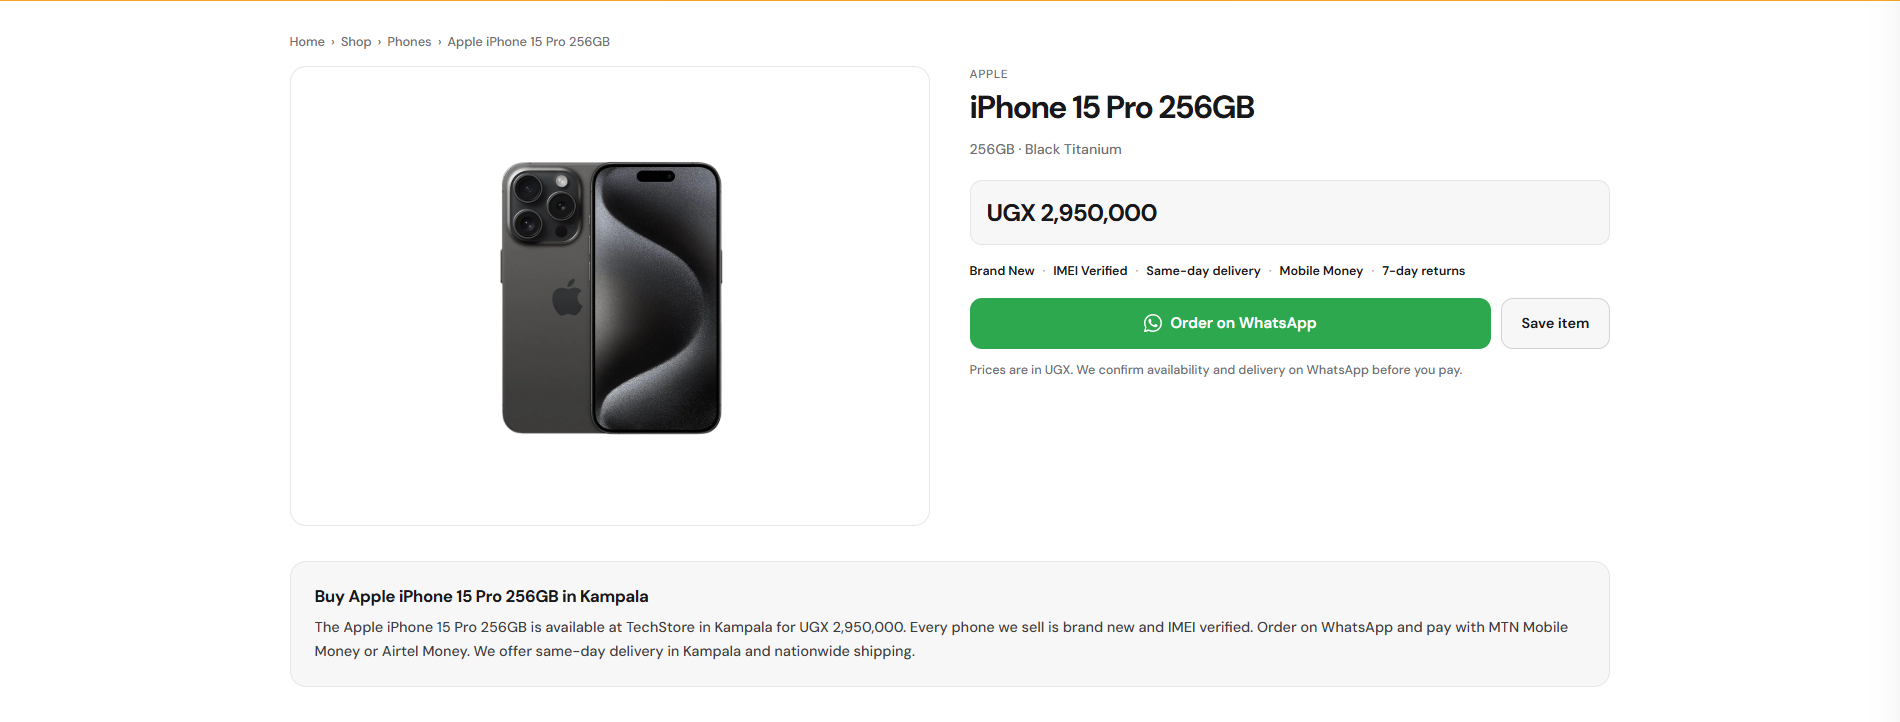 Home › Shop › Phones › Apple iPhone 15 Pro 256GB
APPLE
iPhone 15 Pro 256GB
256GB · Black Titanium
UGX 2,950,000
Brand New · IMEI Verified · Same-day delivery · Mobile Money · 7-day returns
Order on WhatsApp
Save item
Prices are in UGX. We confirm availability and delivery on WhatsApp before you pay.
Buy Apple iPhone 15 Pro 256GB in Kampala
The Apple iPhone 15 Pro 256GB is available at TechStore in Kampala for UGX 2,950,000. Every phone we sell is brand new and IMEI verified. Order on WhatsApp and pay with MTN Mobile
Money or Airtel Money. We offer same-day delivery in Kampala and nationwide shipping.